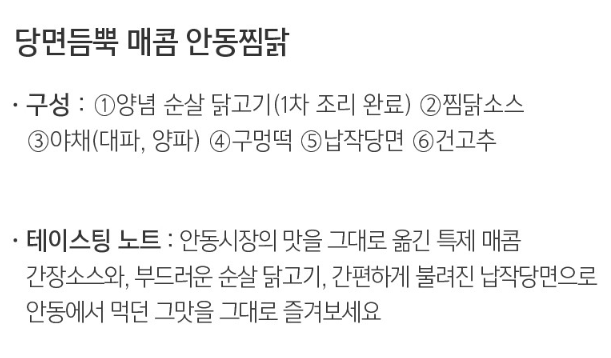 당면듬뿍 매콤 안동찜닭
· 구성 : ①양념 순살 닭고기(1차 조리 완료) ②찜닭소스
③야채(대파, 양파) ④구멍떡 ⑤납작당면 ⑥건고추
· 테이스팅 노트 : 안동시장의 맛을 그대로 옮긴 특제 매콤
간장소스와, 부드러운 순살 닭고기, 간편하게 불려진 납작당면으로
안동에서 먹던 그맛을 그대로 즐겨보세요